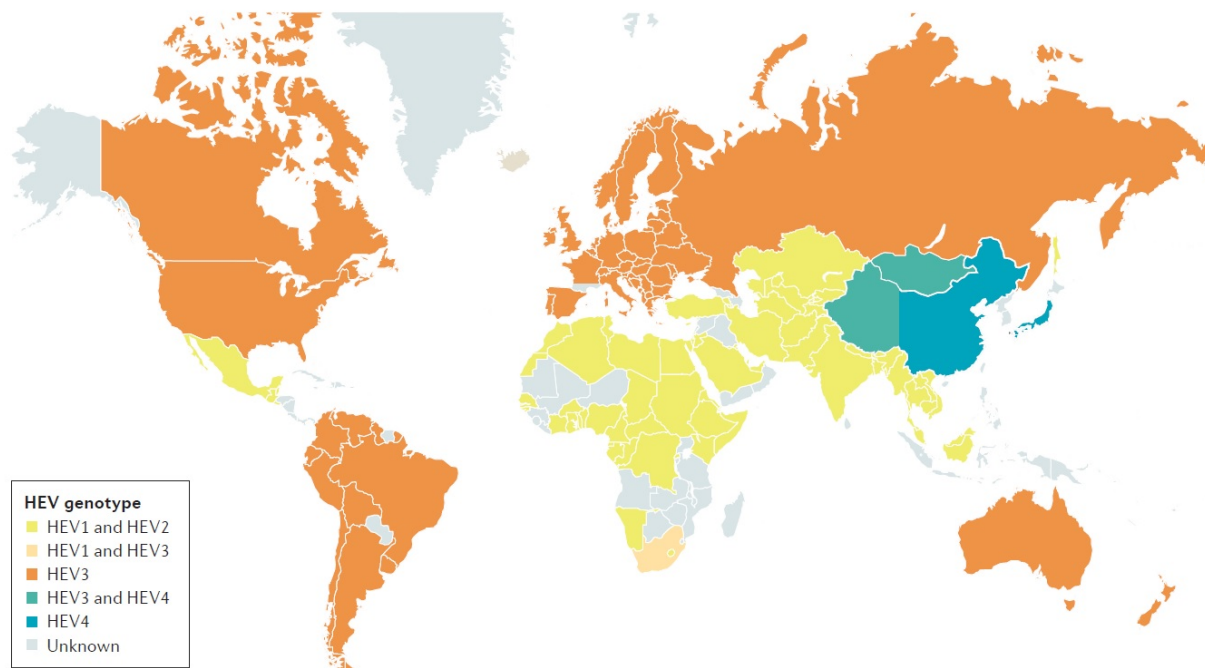 HEV genotype
HEV1 and HEV2
HEV1 and HEV3
HEV3
HEV3 and HEV4
HEV4
Unknown